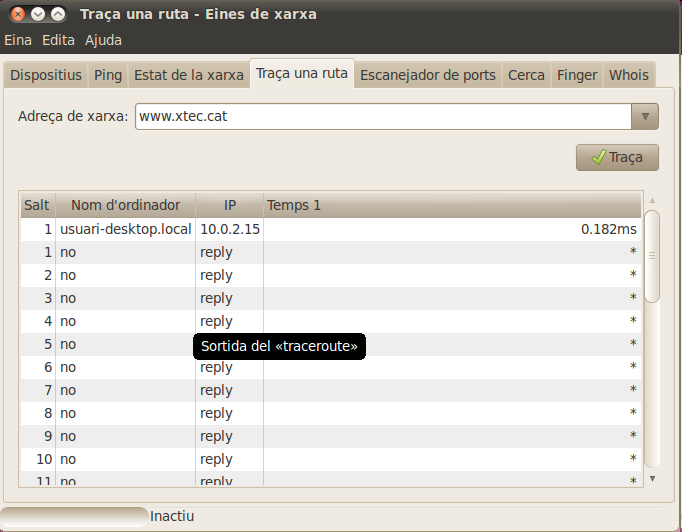 Traça una ruta - Eines de xarxa
Eina Edita Ajuda
Dispositius Ping Estat de la xarxa Traça una ruta Escanejador de ports Cerca Finger Whois
Adreça de xarxa: www.xtec.cat
Traça
Salt Nom d'ordinador IP Temps 1
1 usuari-desktop.local 10.0.2.15 0.182ms
1 no reply *
2 no reply *
3 no reply *
4 no reply *
5 no *
Sortida del «traceroute»
6 no reply *
7 no reply *
8 no reply *
9 no reply *
10 no reply *
11 no reply *
Inactiu